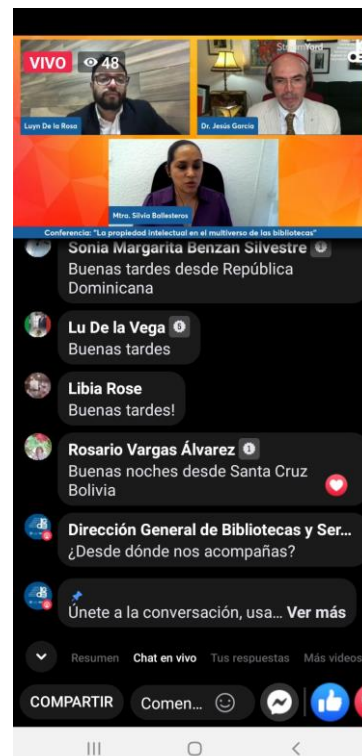 VIVO 48
StreamYard
Luyn De la Rosa
Dr. Jesús García
Mtra. Silvia Ballesteros
Conferencia: "La propiedad intelectual en el multiverso de las bibliotecas"
Sonia Margarita Benzan Silvestre
Buenas tardes desde República
Dominicana
Lu De la Vega
Buenas tardes
Libia Rose
Buenas tardes!
Rosario Vargas Álvarez
Buenas noches desde Santa Cruz
Bolivia
Dirección General de Bibliotecas y Ser...
¿Desde dónde nos acompañas?
Únete a la conversación, usa... Ver más
Resumen Chat en vivo Tus respuestas Más videos
COMPARTIR Comen...